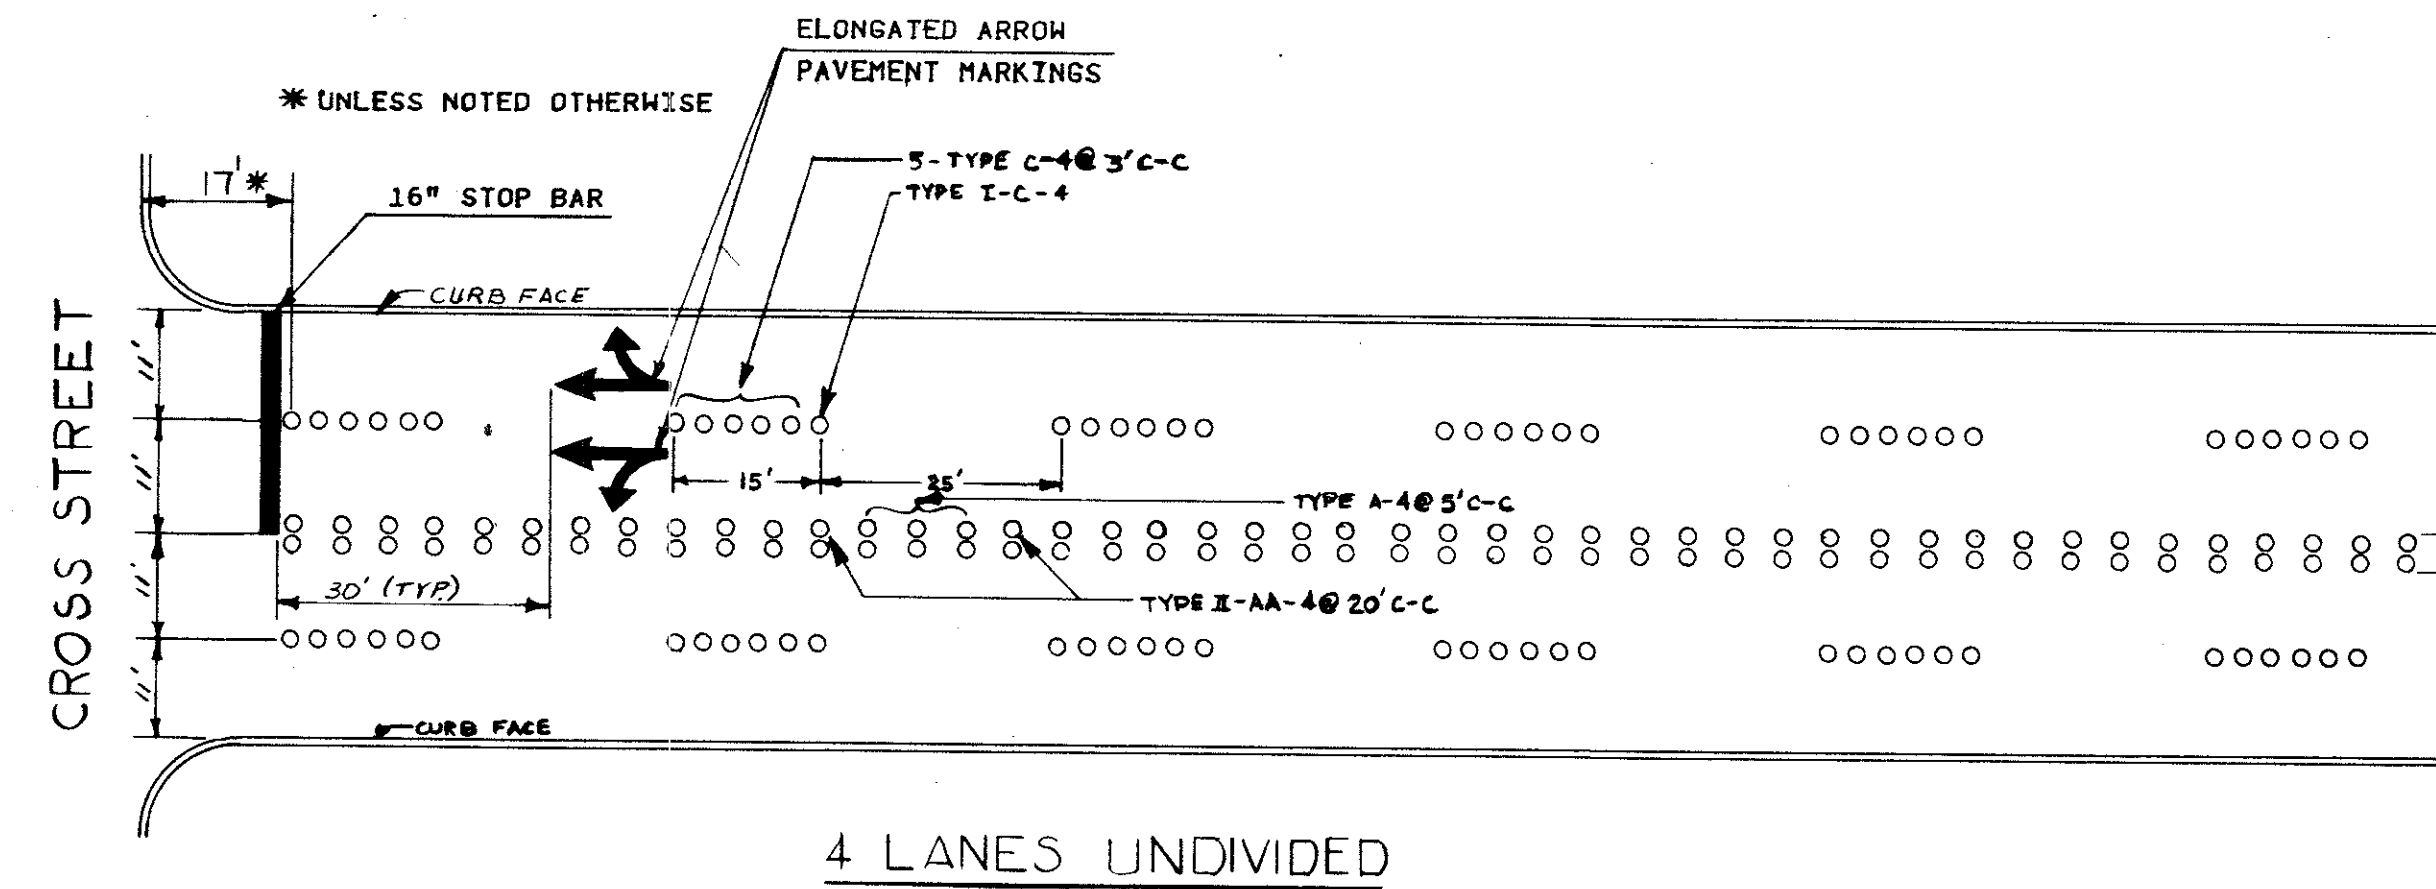 ELONGATED ARROW
PAVEMENT MARKINGS
* UNLESS NOTED OTHERWISE
5-TYPE C-4@ 3'C-C
TYPE I-C-4
17'*
16" STOP BAR
CURB FACE
CROSS STREET
11'
11'
11'
11'
15'
25'
TYPE A-4@ 5'C-C
30' (TYP.)
TYPE II-AA-4@ 20'C-C
CURB FACE
4 LANES UNDIVIDED